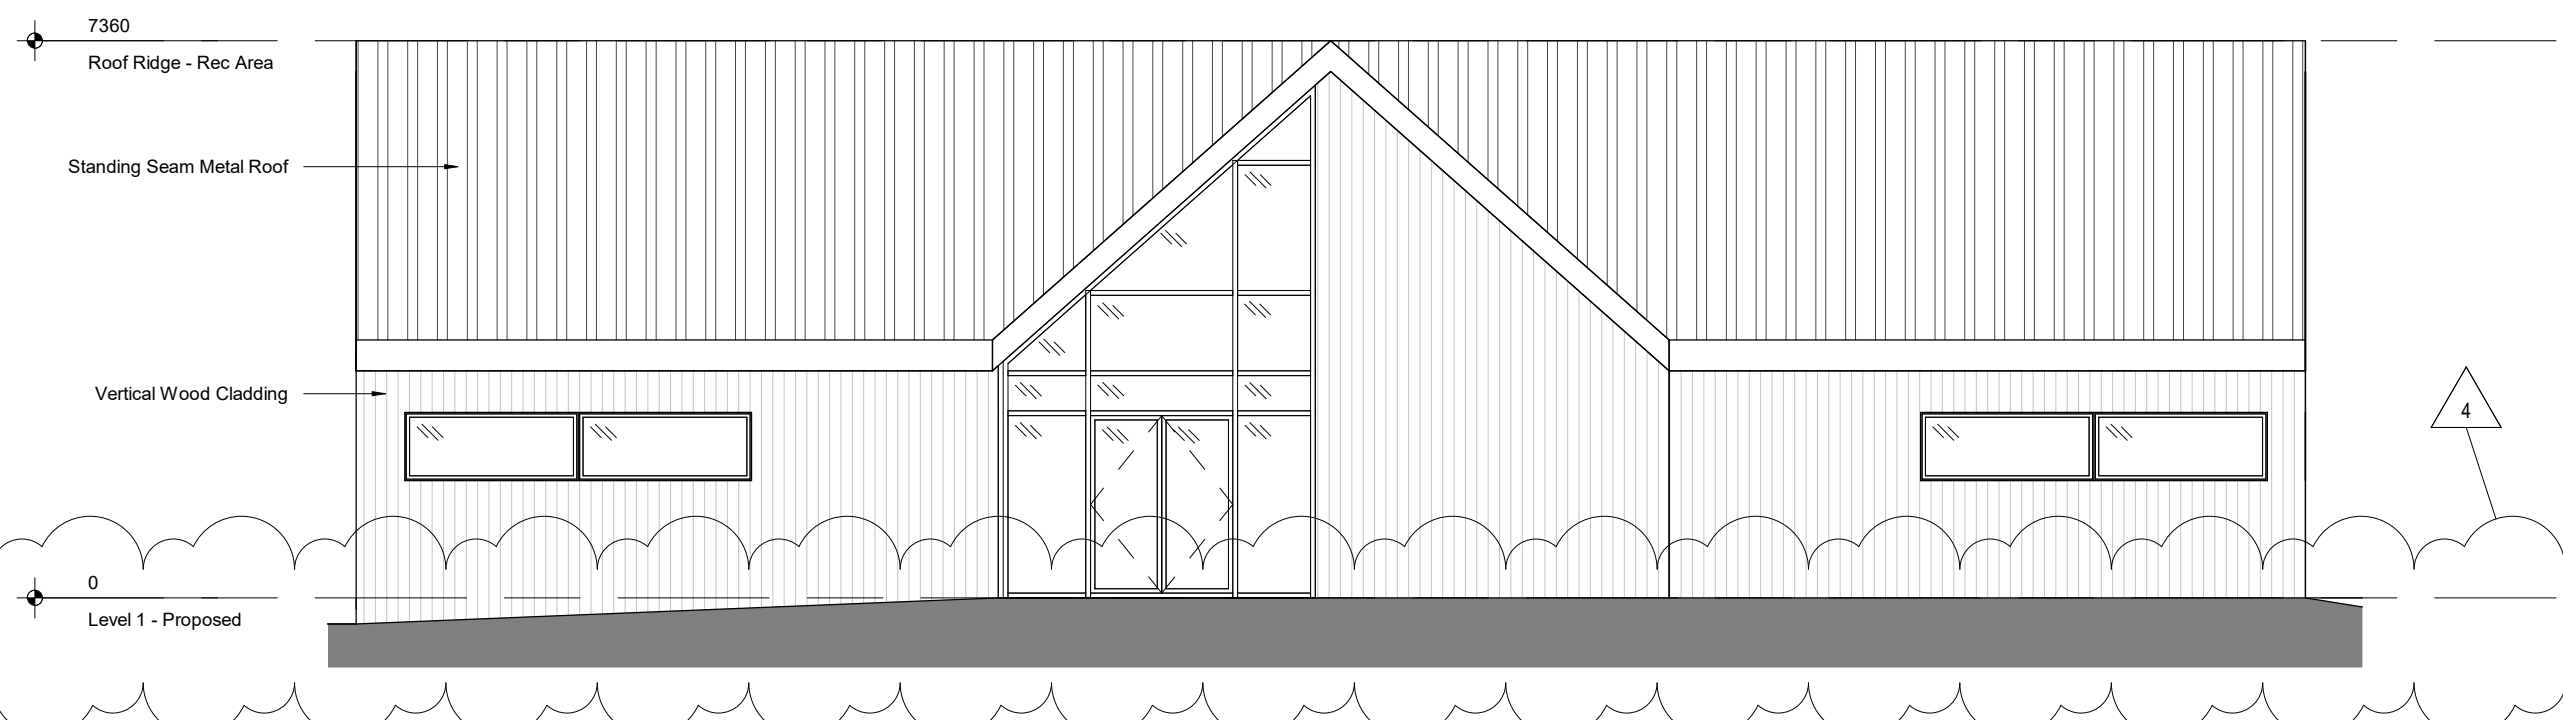 7360
Roof Ridge - Rec Area
Standing Seam Metal Roof
Vertical Wood Cladding
4
0
Level 1 - Proposed